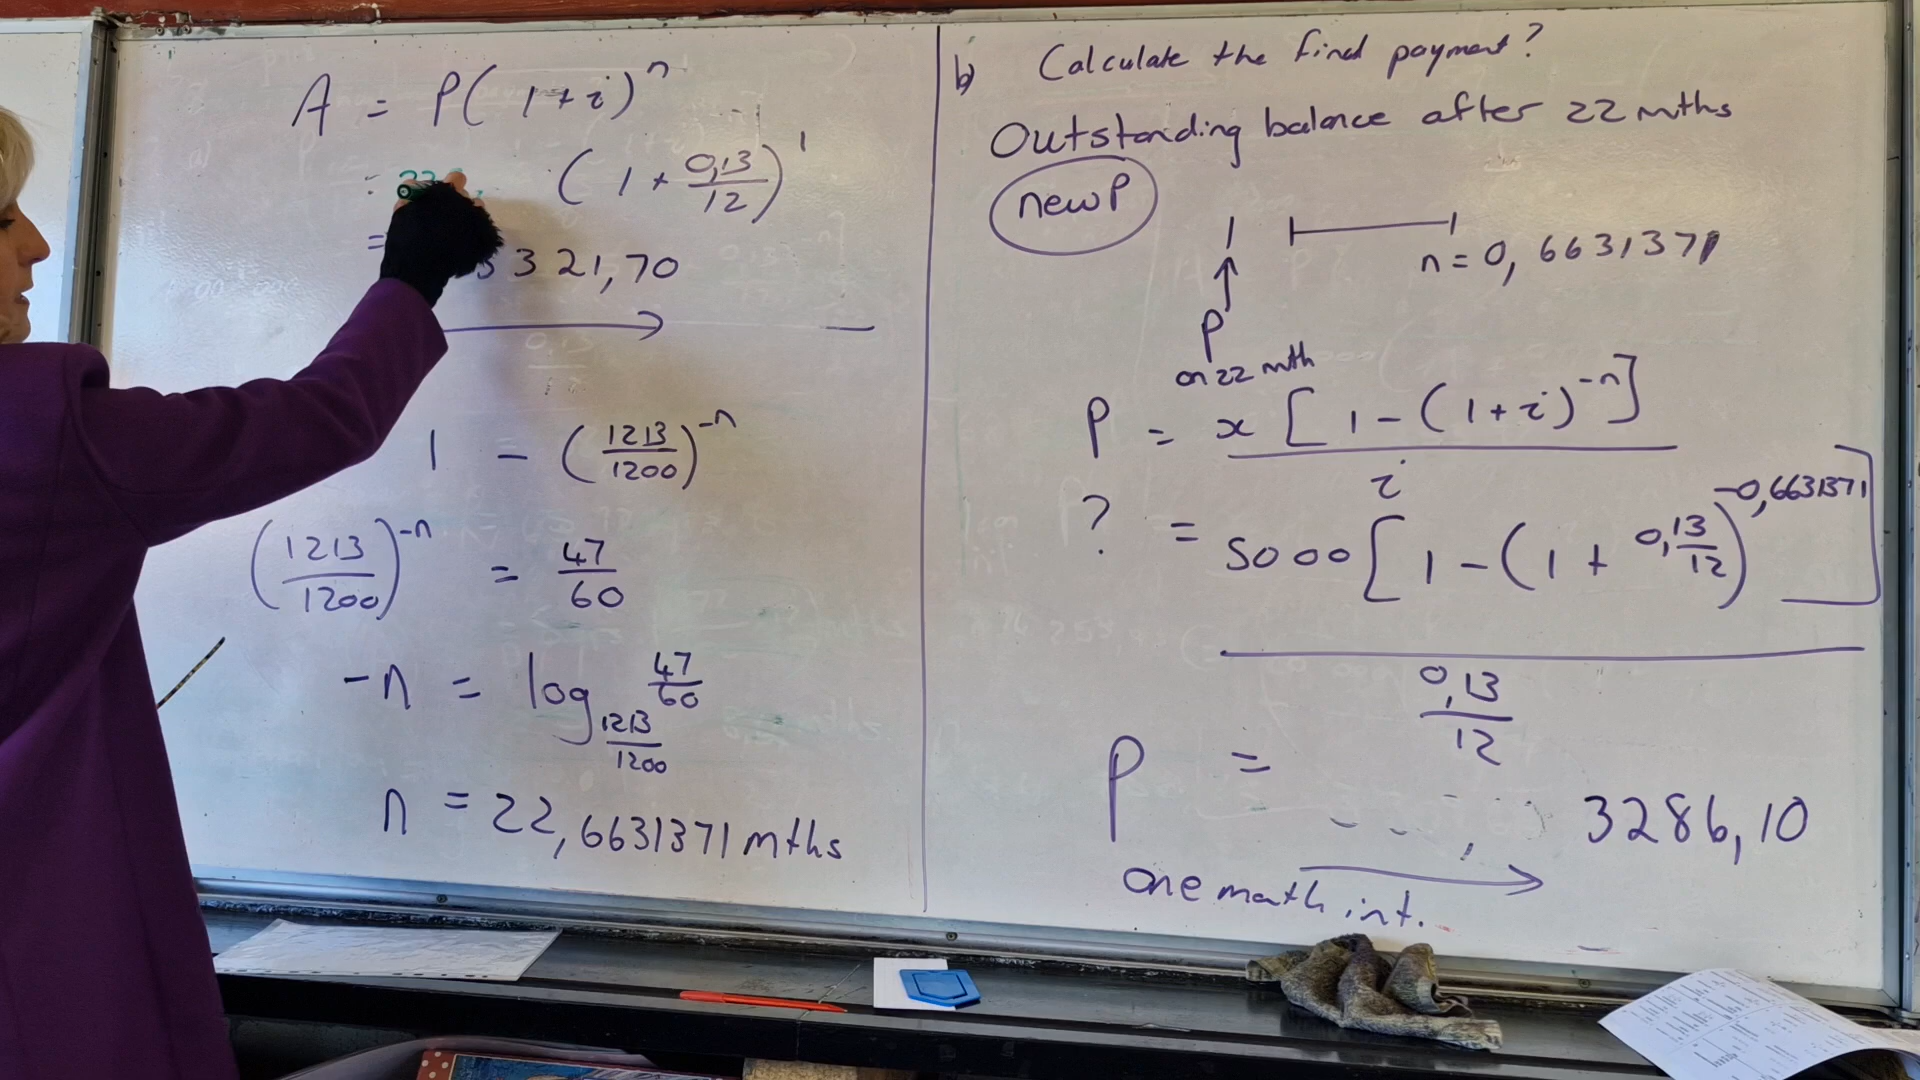 A = P(1+i)^n
(1 + 0,13/12)^1
= 3321,70
1 - (1213/1200)^-n
(1213/1200)^-n = 47/60
-n = log_(1213/1200) 47/60
n = 22,6631371 mths
b) Calculate the final payment?
Outstanding balance after 22 mths
new P
n = 0,6631371
P
on 22 mth
P = x[1-(1+i)^-n]/i
? = 5000[1-(1+0,13/12)^-0,6631371]
0,13/12
P = 3286,10
one month int.